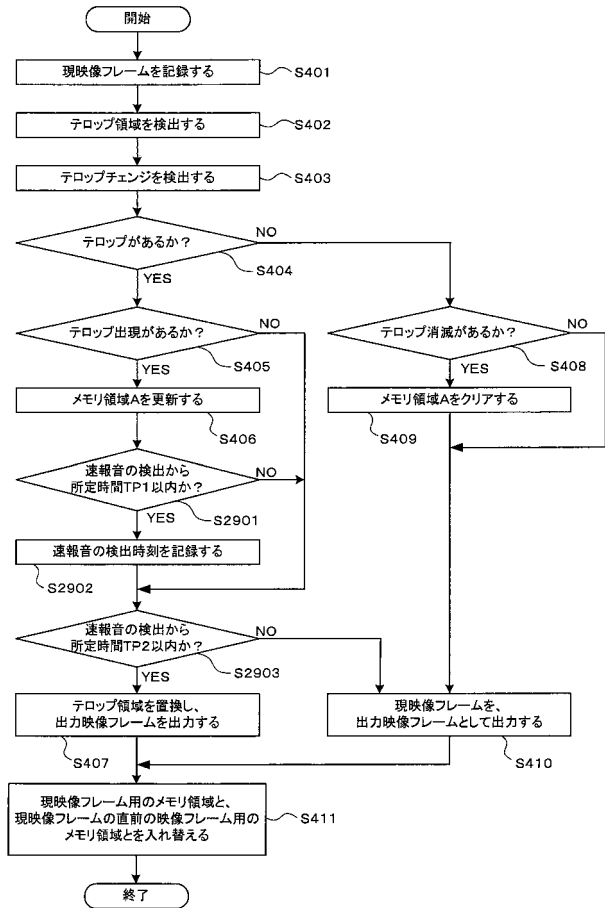 開始
現映像フレームを記録する
S401
テロップ領域を検出する
S402
テロップチェンジを検出する
S403
テロップがあるか?
NO
S404
YES
テロップ出現があるか?
NO
S405
YES
テロップ消滅があるか?
NO
S408
YES
メモリ領域Aを更新する
S406
メモリ領域Aをクリアする
S409
速報音の検出から
所定時間TP1以内か?
NO
S2901
YES
速報音の検出時刻を記録する
S2902
速報音の検出から
所定時間TP2以内か?
NO
S2903
YES
テロップ領域を置換し、
出力映像フレームを出力する
S407
現映像フレームを、
出力映像フレームとして出力する
S410
現映像フレーム用のメモリ領域と、
現映像フレームの直前の映像フレーム用の
メモリ領域とを入れ替える
S411
終了